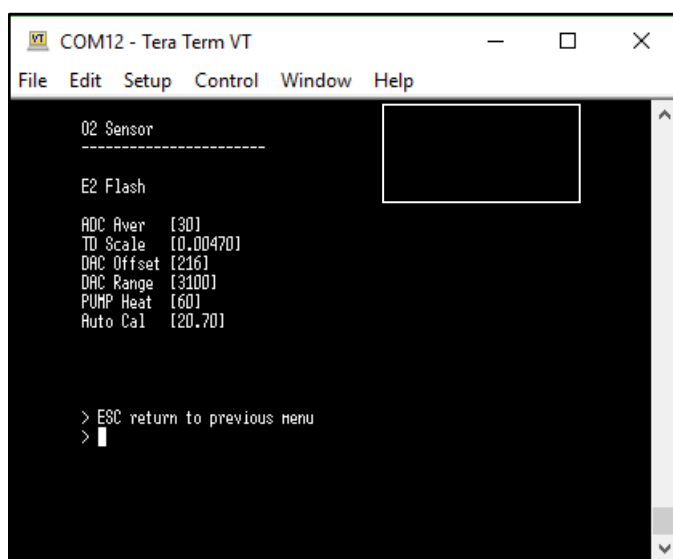 COM12 - Tera Term VT
File Edit Setup Control Window Help
O2 Sensor
-----------------------
E2 Flash
ADC Aver [30]
TD Scale [0.00470]
DAC Offset [216]
DAC Range [3100]
PUMP Heat [60]
Auto Cal [20.70]
> ESC return to previous menu
>